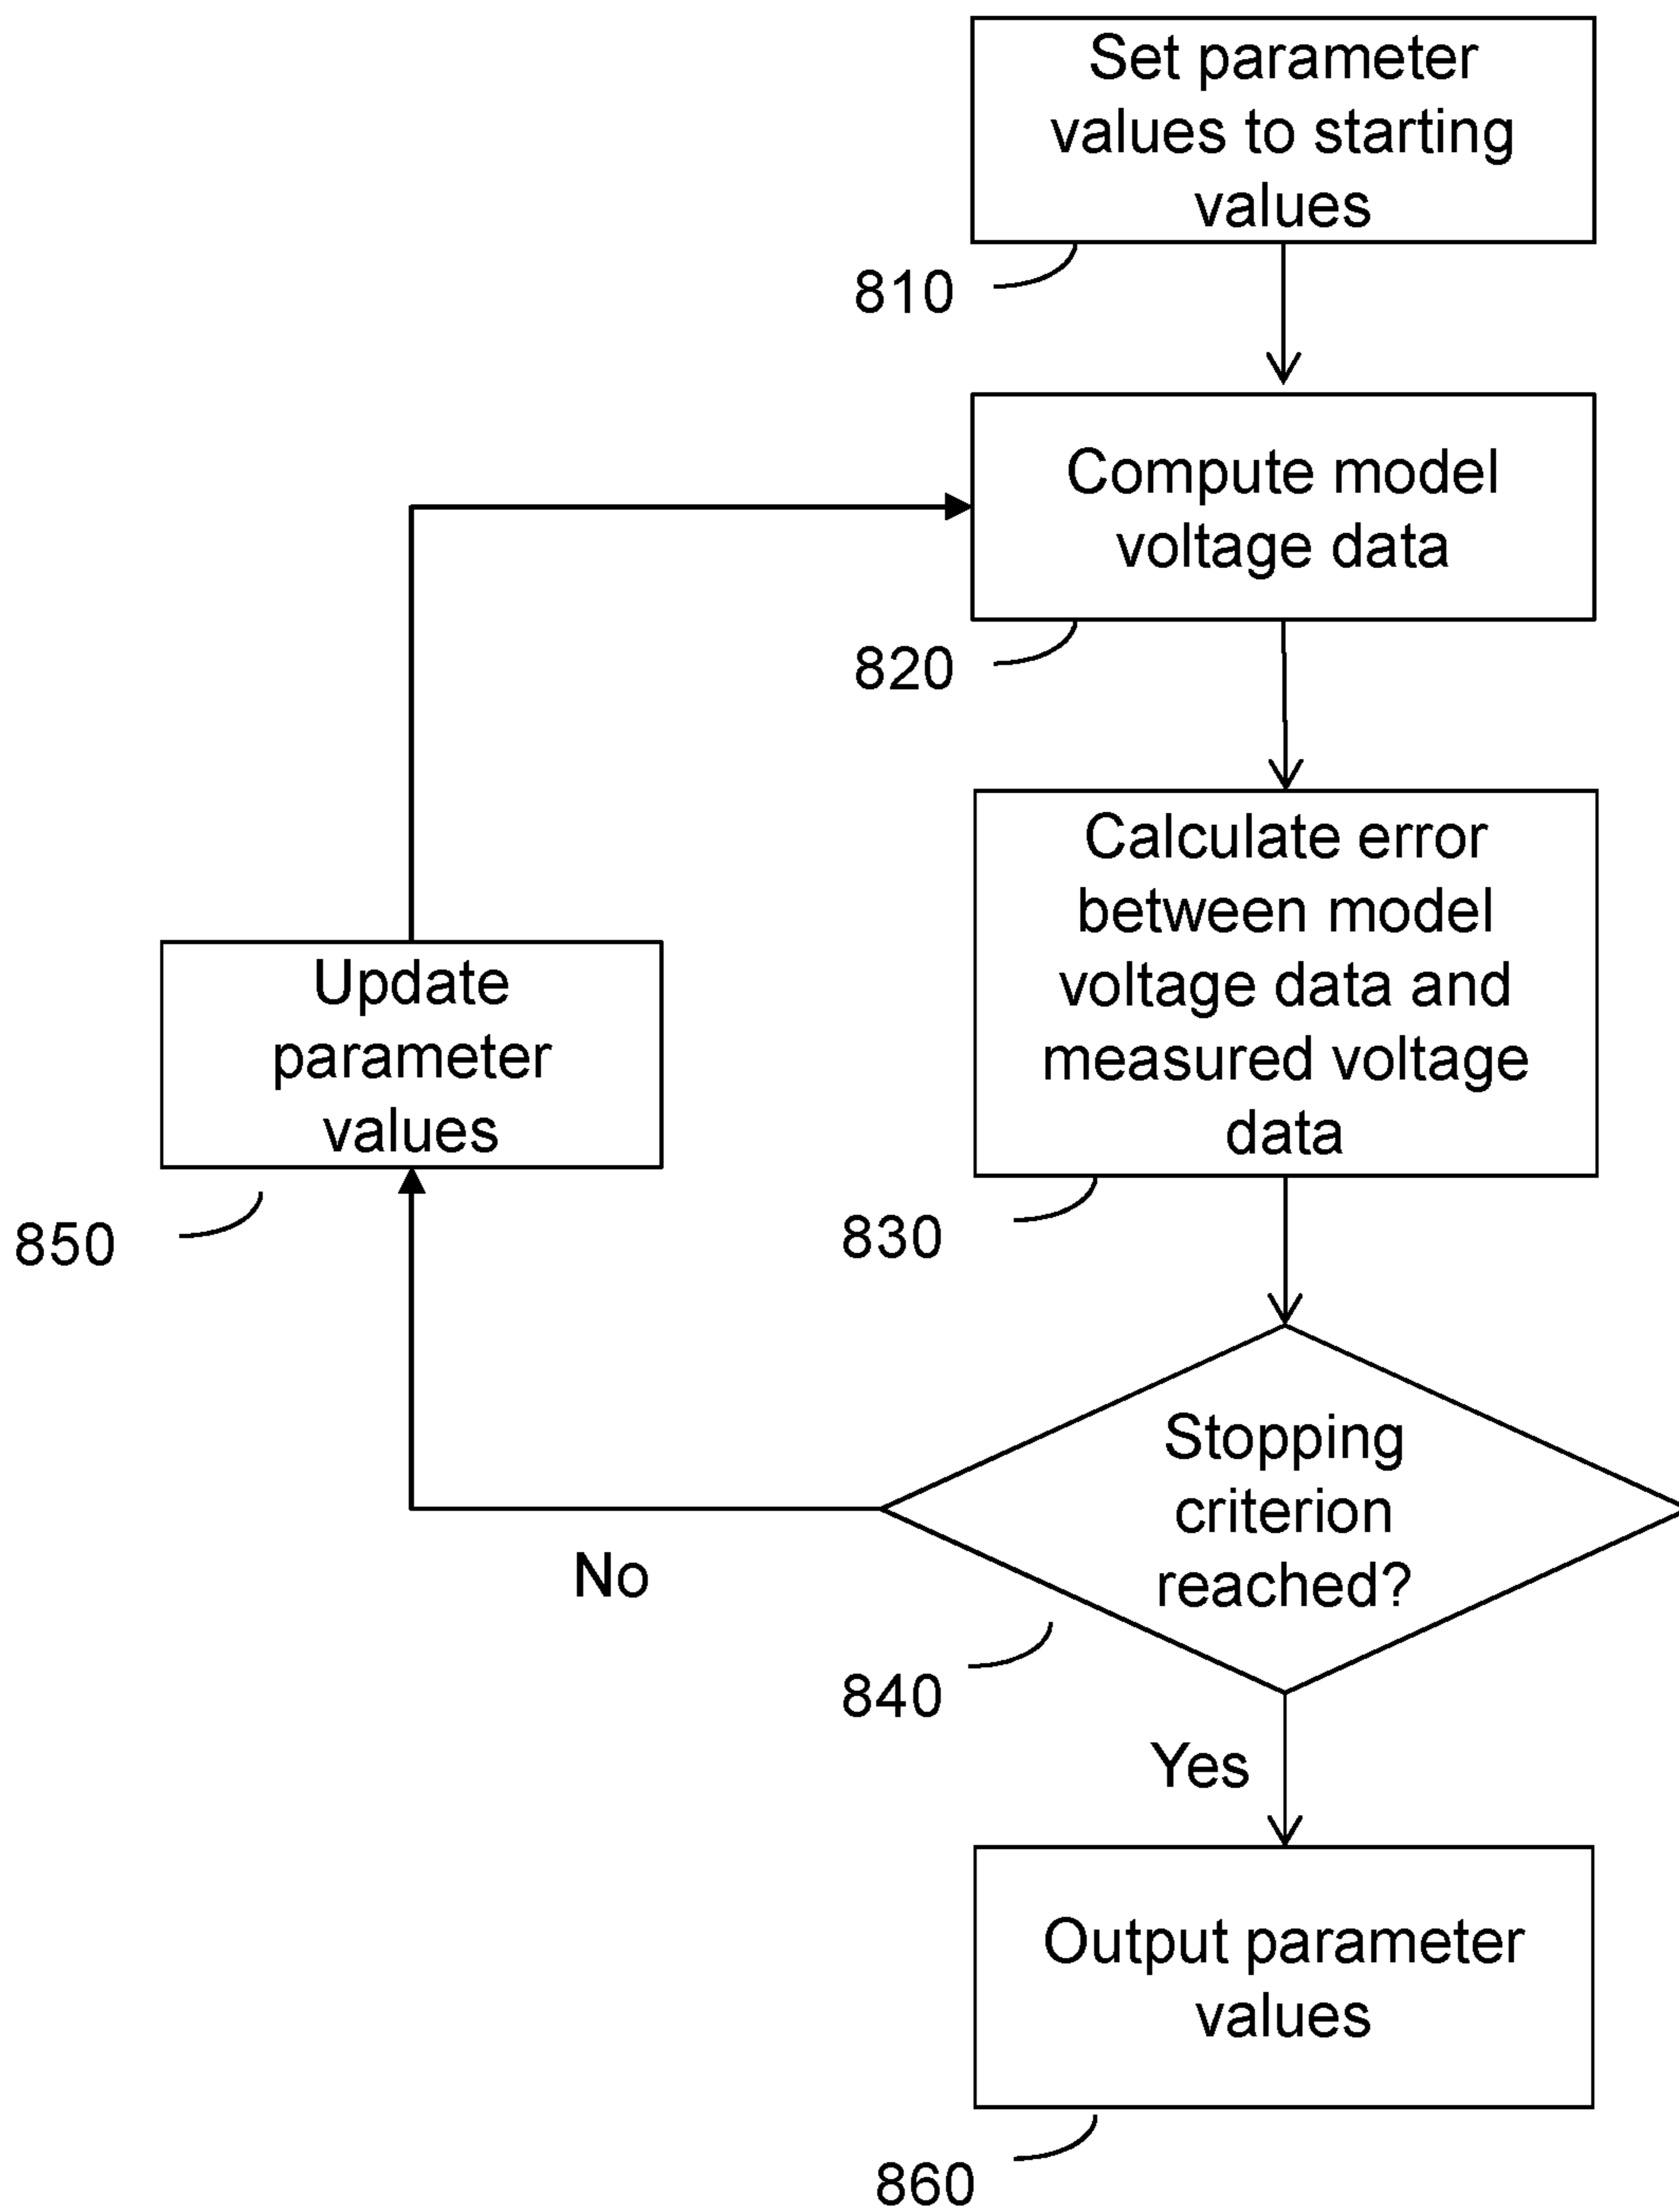 Set parameter
values to starting
values
810
Compute model
voltage data
820
Calculate error
between model
voltage data and
measured voltage
data
830
Update
parameter
values
850
Stopping
criterion
reached?
No
840
Yes
Output parameter
values
860